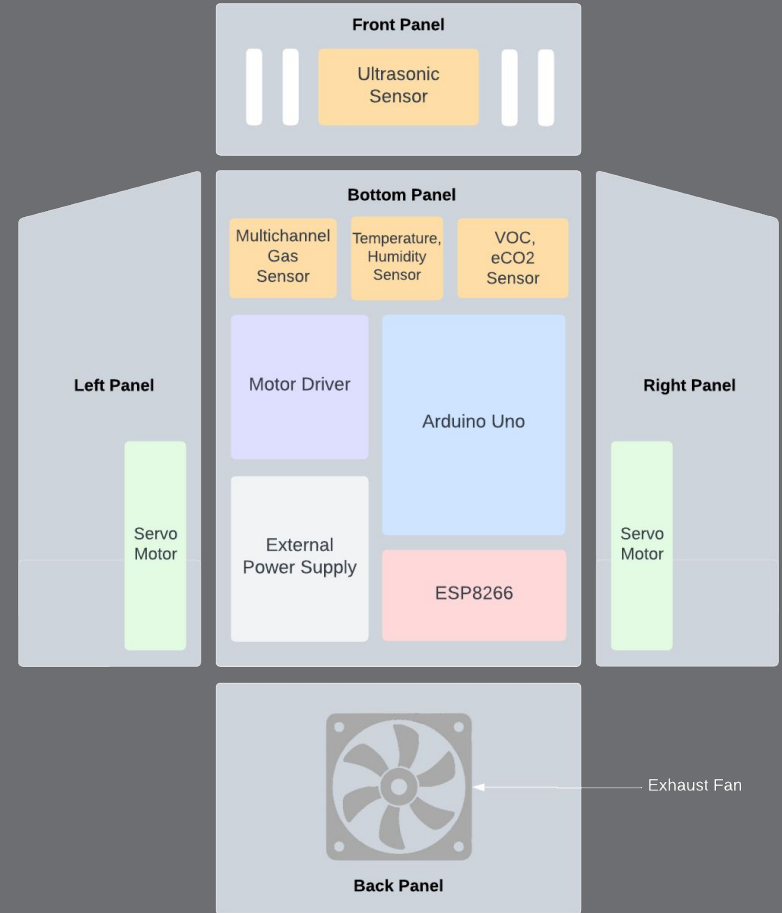 Front Panel
Ultrasonic
Sensor
Bottom Panel
Multichannel
Gas
Sensor
Temperature,
Humidity
Sensor
VOC,
eCO2
Sensor
Motor Driver
Arduino Uno
Left Panel
Right Panel
Servo
Motor
External
Power Supply
ESP8266
Servo
Motor
Exhaust Fan
Back Panel